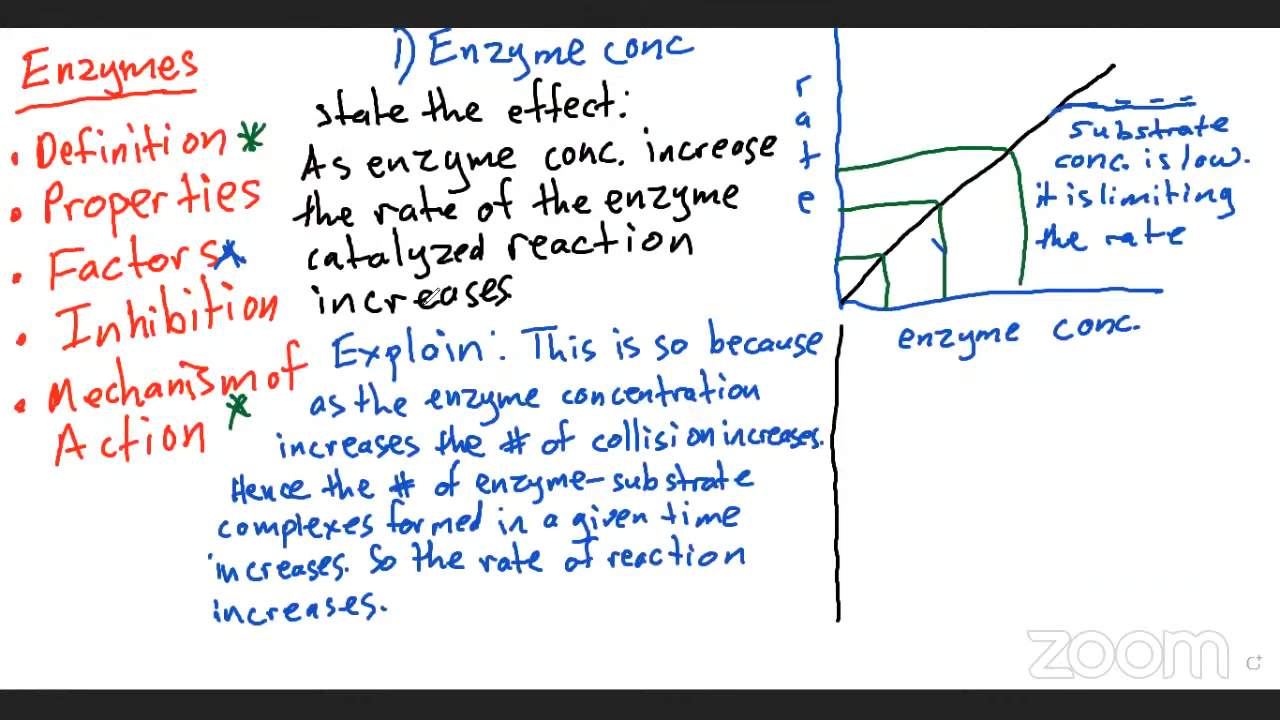 Enzymes
• Definition *
• Properties
• Factors *
• Inhibition
• Mechanism of
Action *
i) Enzyme conc
state the effect:
As enzyme conc. increase
the rate of the enzyme
catalyzed reaction
increases
Explain: This is so because
as the enzyme concentration
increases the # of collision increases.
Hence the # of enzyme-substrate
complexes formed in a given time
increases. So the rate of reaction
increases.
rate
substrate
conc. is low.
it is limiting
the rate
enzyme conc.
zoom